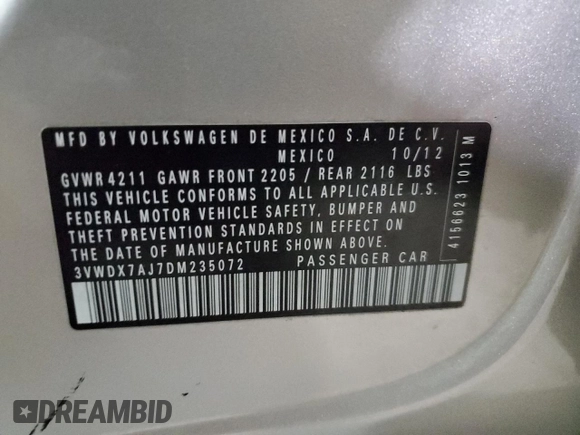 MFD BY VOLKSWAGEN DE MEXICO S.A. DE C.V.
MEXICO 10/12
GVWR 4211 GAWR FRONT 2205 / REAR 2116 LBS
THIS VEHICLE CONFORMS TO ALL APPLICABLE U.S.
FEDERAL MOTOR VEHICLE SAFETY, BUMPER AND
THEFT PREVENTION STANDARDS IN EFFECT ON
THE DATE OF MANUFACTURE SHOWN ABOVE
3VWDX7AJ7DM235072 PASSENGER CAR
4156623 1013 M
DREAMBID